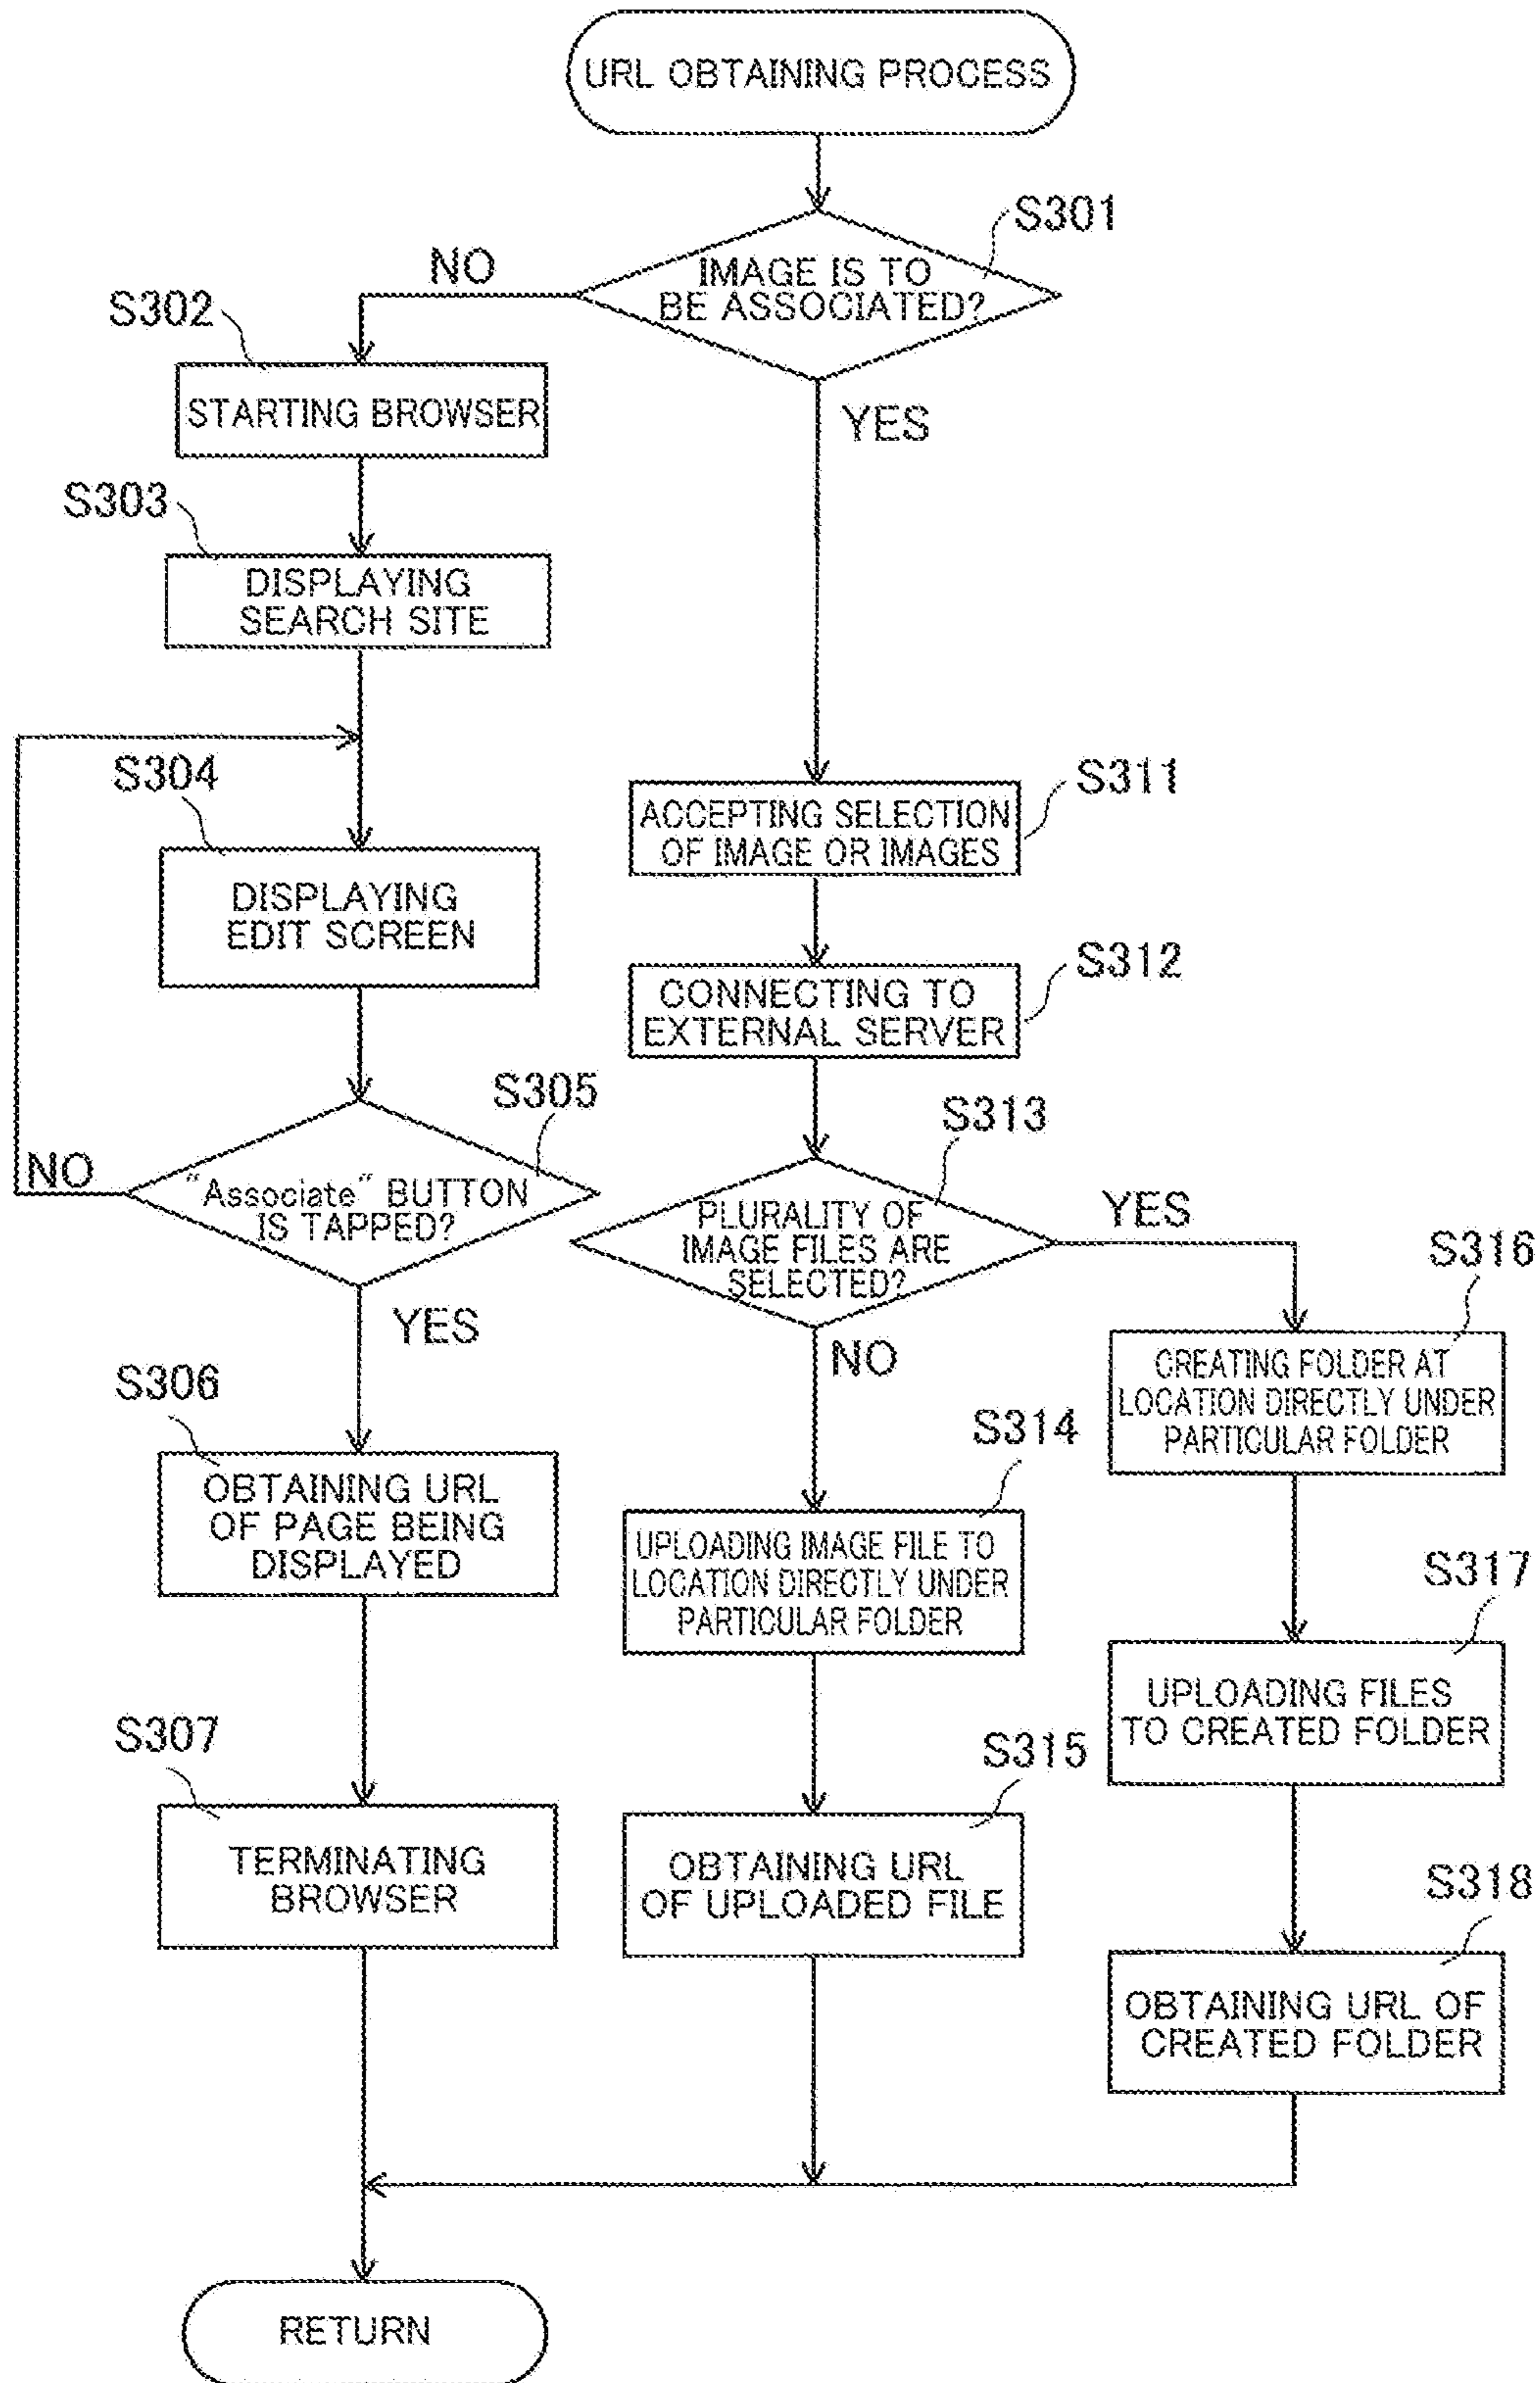 URL OBTAINING PROCESS
S301
IMAGE IS TO
BE ASSOCIATED?
NO
YES
S302
STARTING BROWSER
S303
DISPLAYING
SEARCH SITE
S304
DISPLAYING
EDIT SCREEN
S305
"Associate" BUTTON
IS TAPPED?
NO
YES
S306
OBTAINING URL
OF PAGE BEING
DISPLAYED
S307
TERMINATING
BROWSER
S311
ACCEPTING SELECTION
OF IMAGE OR IMAGES
S312
CONNECTING TO
EXTERNAL SERVER
S313
PLURALITY OF
IMAGE FILES ARE
SELECTED?
YES
NO
S314
UPLOADING IMAGE FILE TO
LOCATION DIRECTLY UNDER
PARTICULAR FOLDER
S315
OBTAINING URL
OF UPLOADED FILE
S316
CREATING FOLDER AT
LOCATION DIRECTLY UNDER
PARTICULAR FOLDER
S317
UPLOADING FILES
TO CREATED FOLDER
S318
OBTAINING URL OF
CREATED FOLDER
RETURN